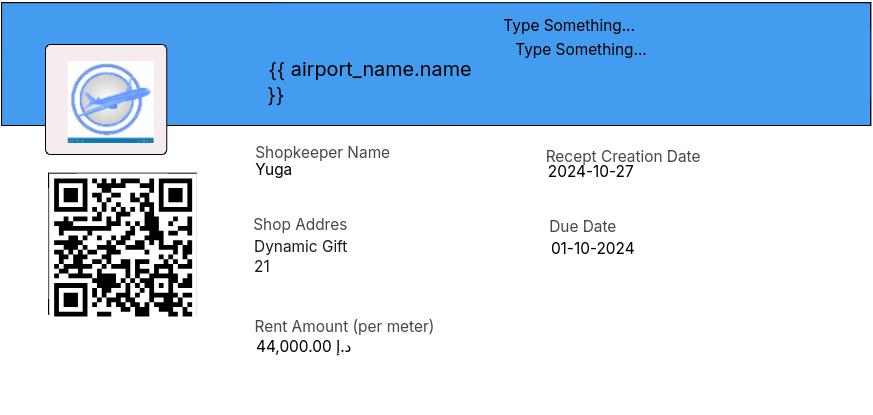 Type Something...
Type Something...
{{ airport_name.name
}}
Shopkeeper Name
Yuga
Recept Creation Date
2024-10-27
Shop Addres
Dynamic Gift
21
Due Date
01-10-2024
Rent Amount (per meter)
44,000.00 د.إ